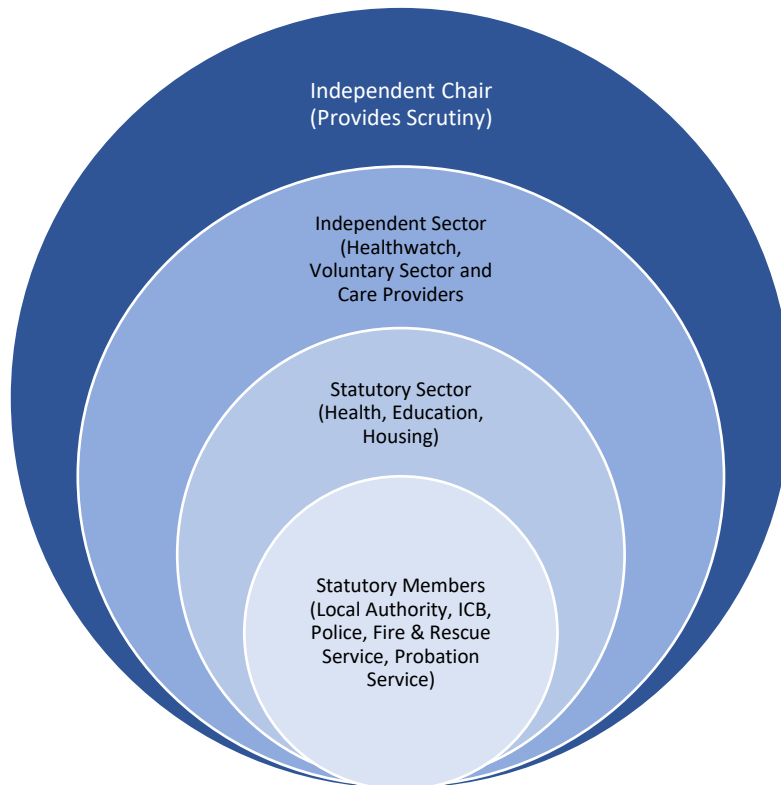 Independent Chair
(Provides Scrutiny)
Independent Sector
(Healthwatch,
Voluntary Sector and
Care Providers
Statutory Sector
(Health, Education,
Housing)
Statutory Members
(Local Authority, ICB,
Police, Fire & Rescue
Service, Probation
Service)